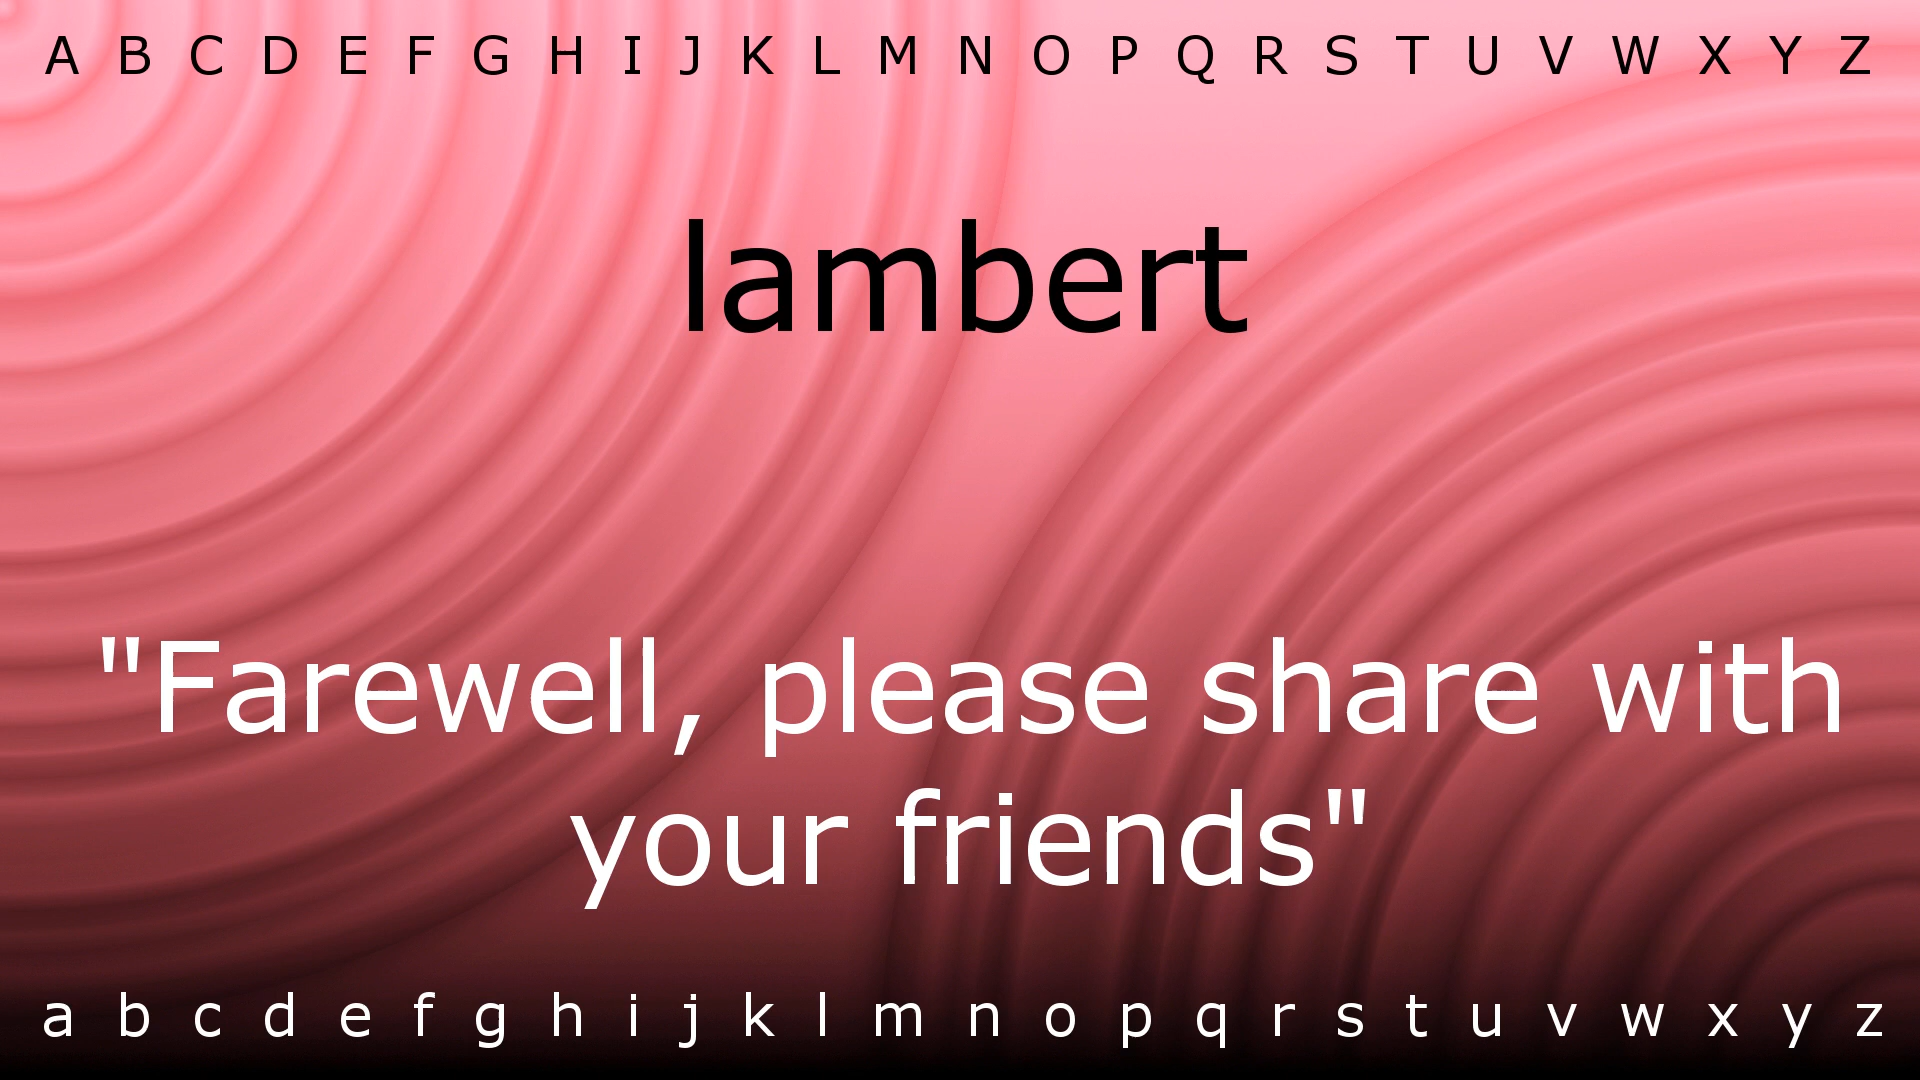 A B C D E F G H I J K L M N O P Q R S T U V W X Y Z
lambert
"Farewell, please share with
your friends"
a b c d e f g h i j k l m n o p q r s t u v w x y z